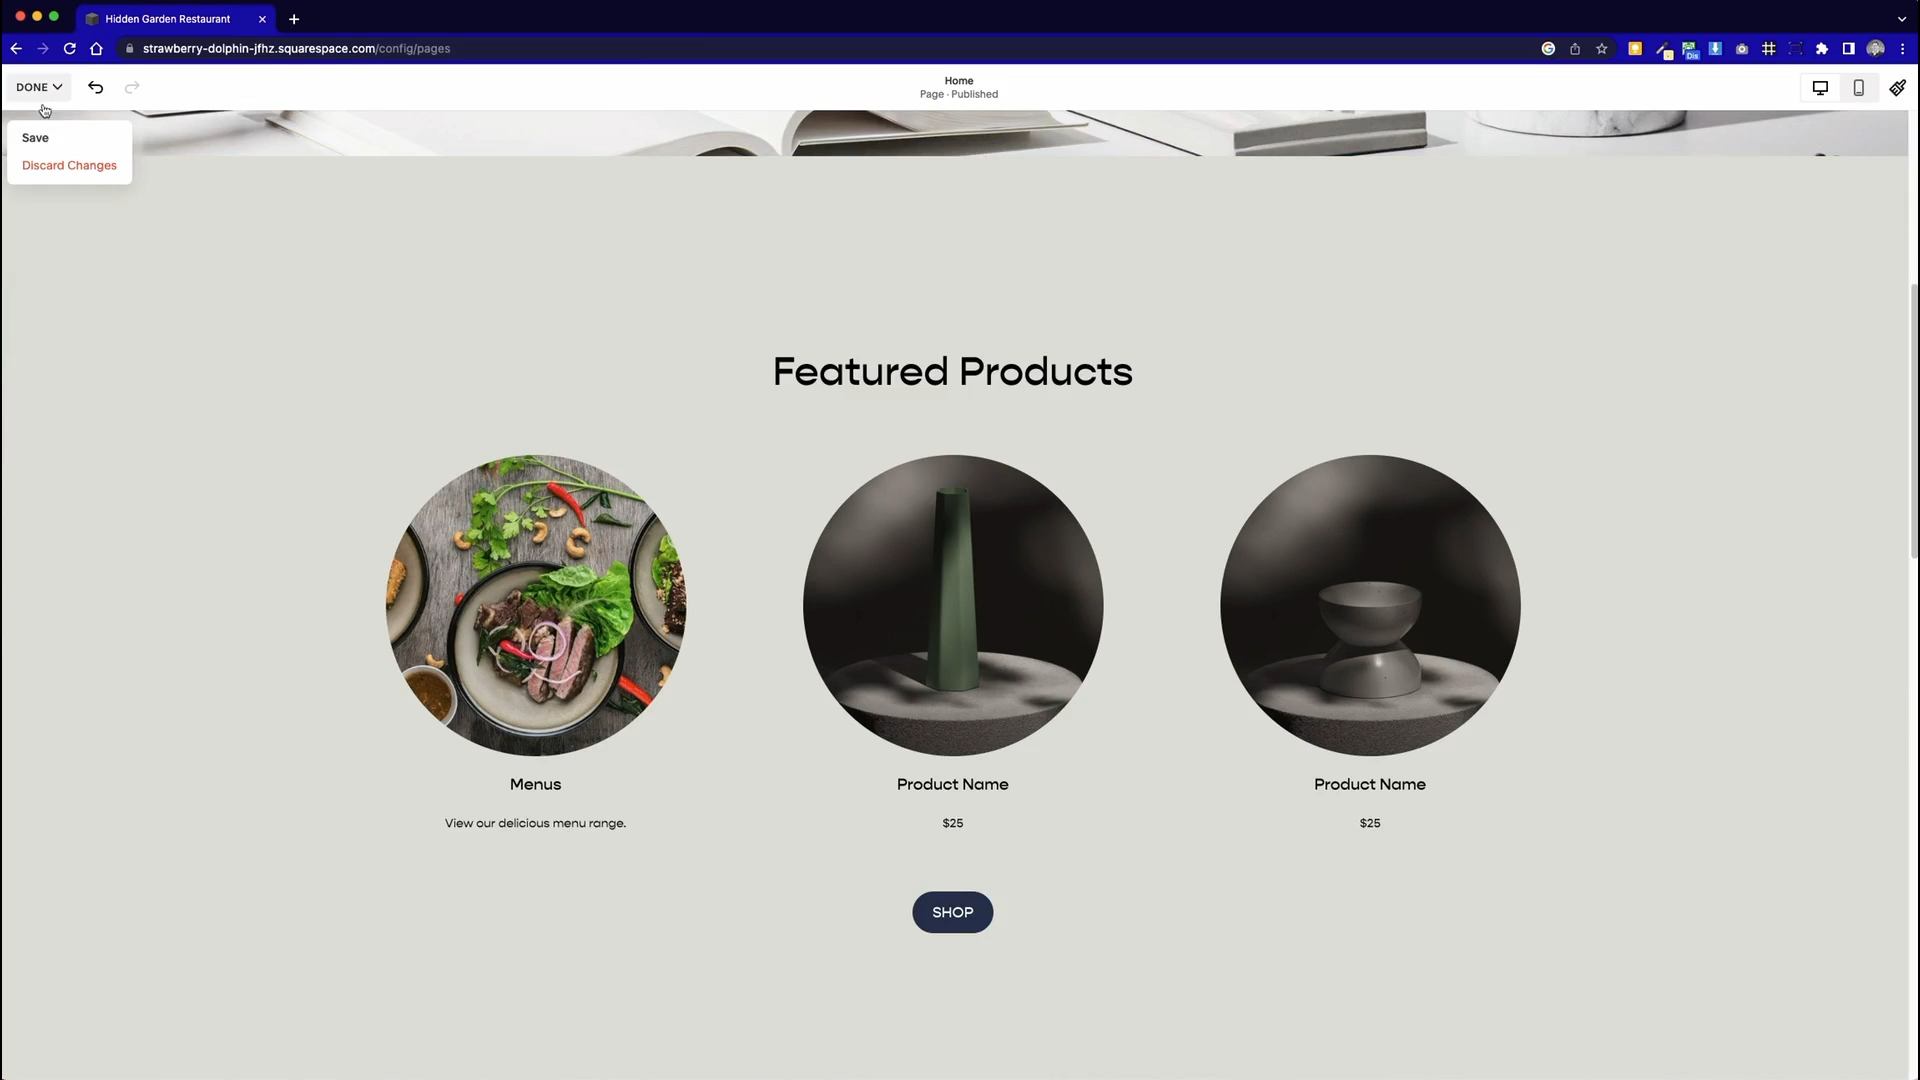 Hidden Garden Restaurant
strawberry-dolphin-jfhz.squarespace.com/config/pages
Dis
DONE
Home
Page · Published
Save
Discard Changes
Featured Products
Menus
Product Name
Product Name
View our delicious menu range.
$25
$25
SHOP